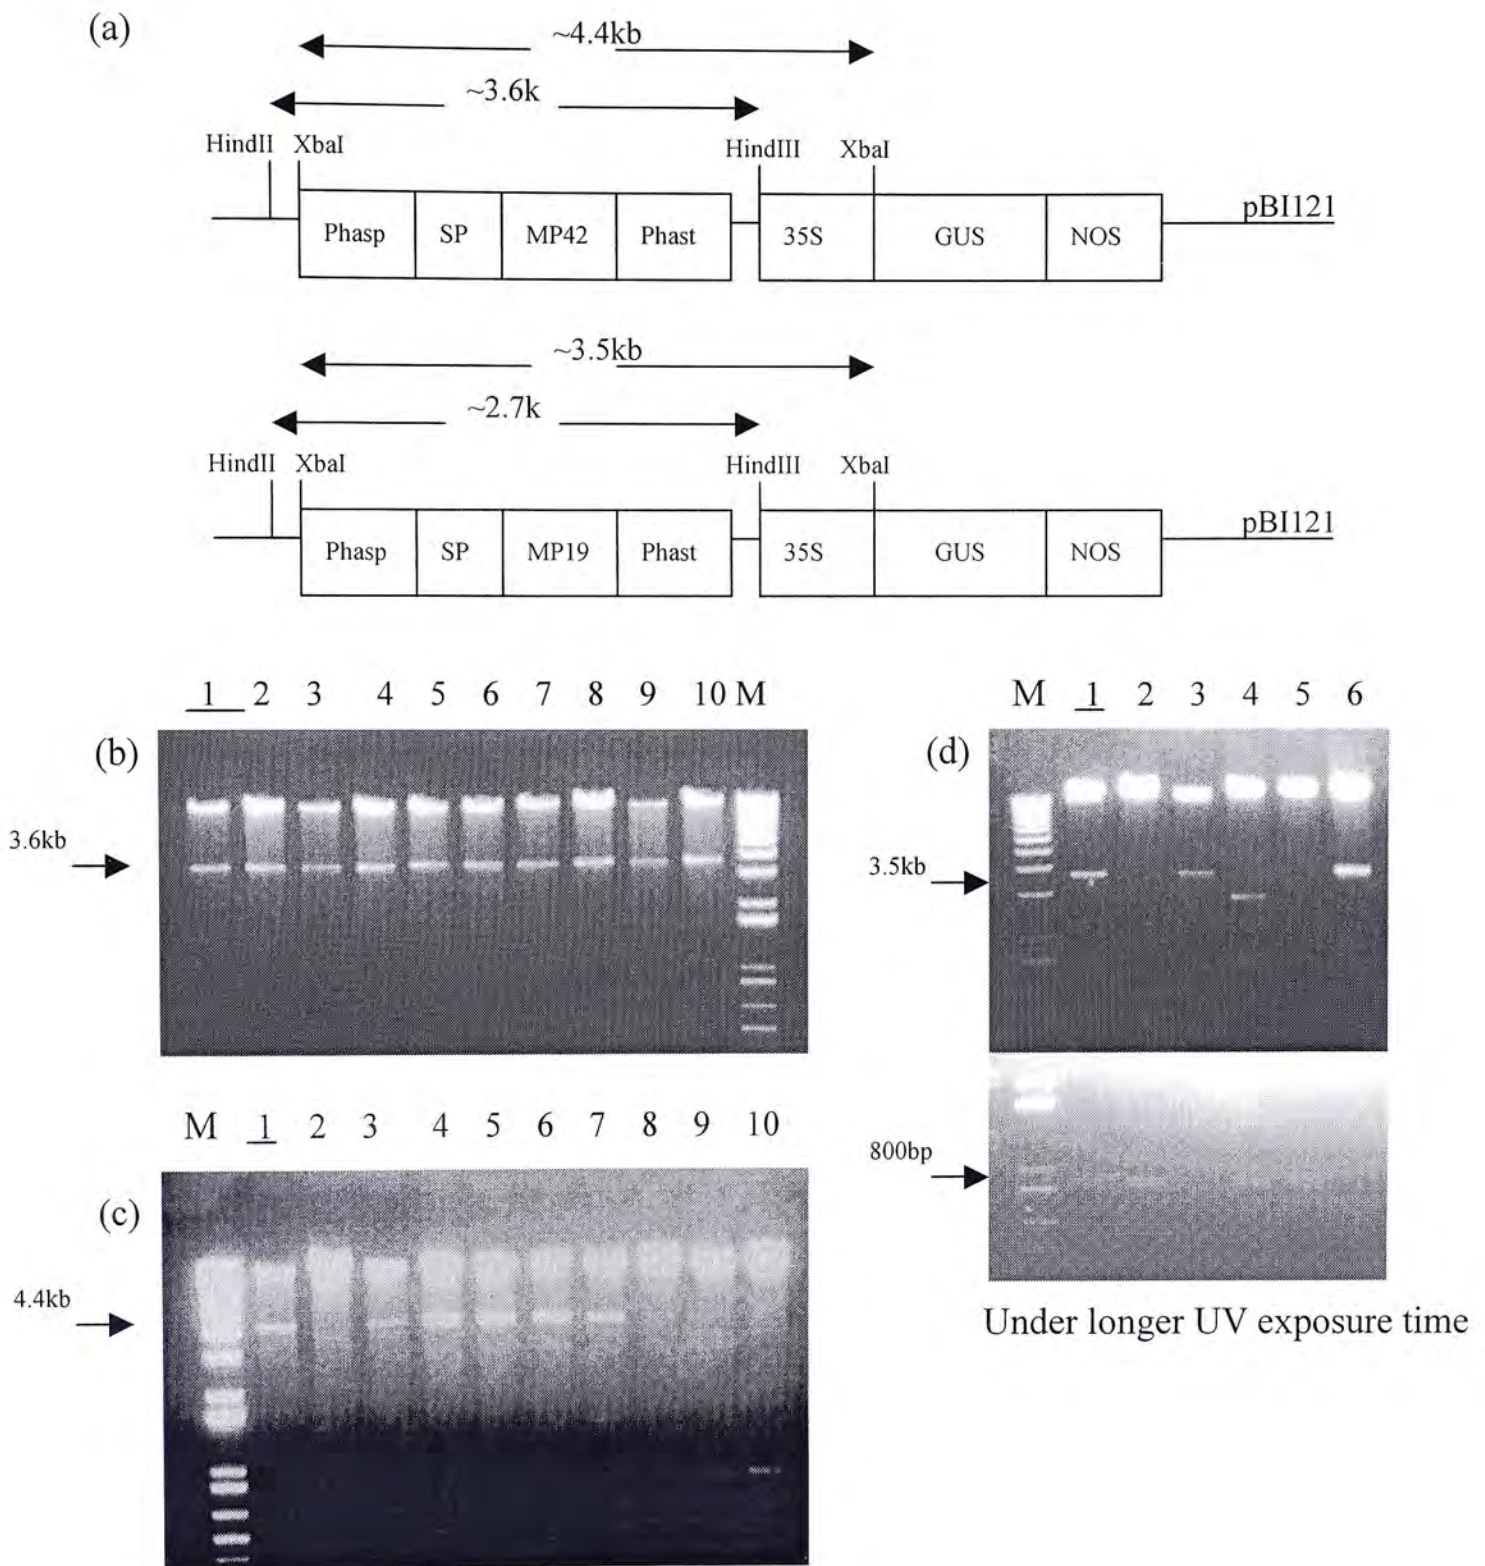 (a)
~4.4kb
~3.6k
HindII XbaI HindIII XbaI
pBI121
Phasp SP MP42 Phast 35S GUS NOS
~3.5kb
~2.7k
HindII XbaI HindIII XbaI
pBI121
Phasp SP MP19 Phast 35S GUS NOS
1 2 3 4 5 6 7 8 9 10 M
(b)
3.6kb
M 1 2 3 4 5 6
(d)
3.5kb
800bp
Under longer UV exposure time
M 1 2 3 4 5 6 7 8 9 10
(c)
4.4kb